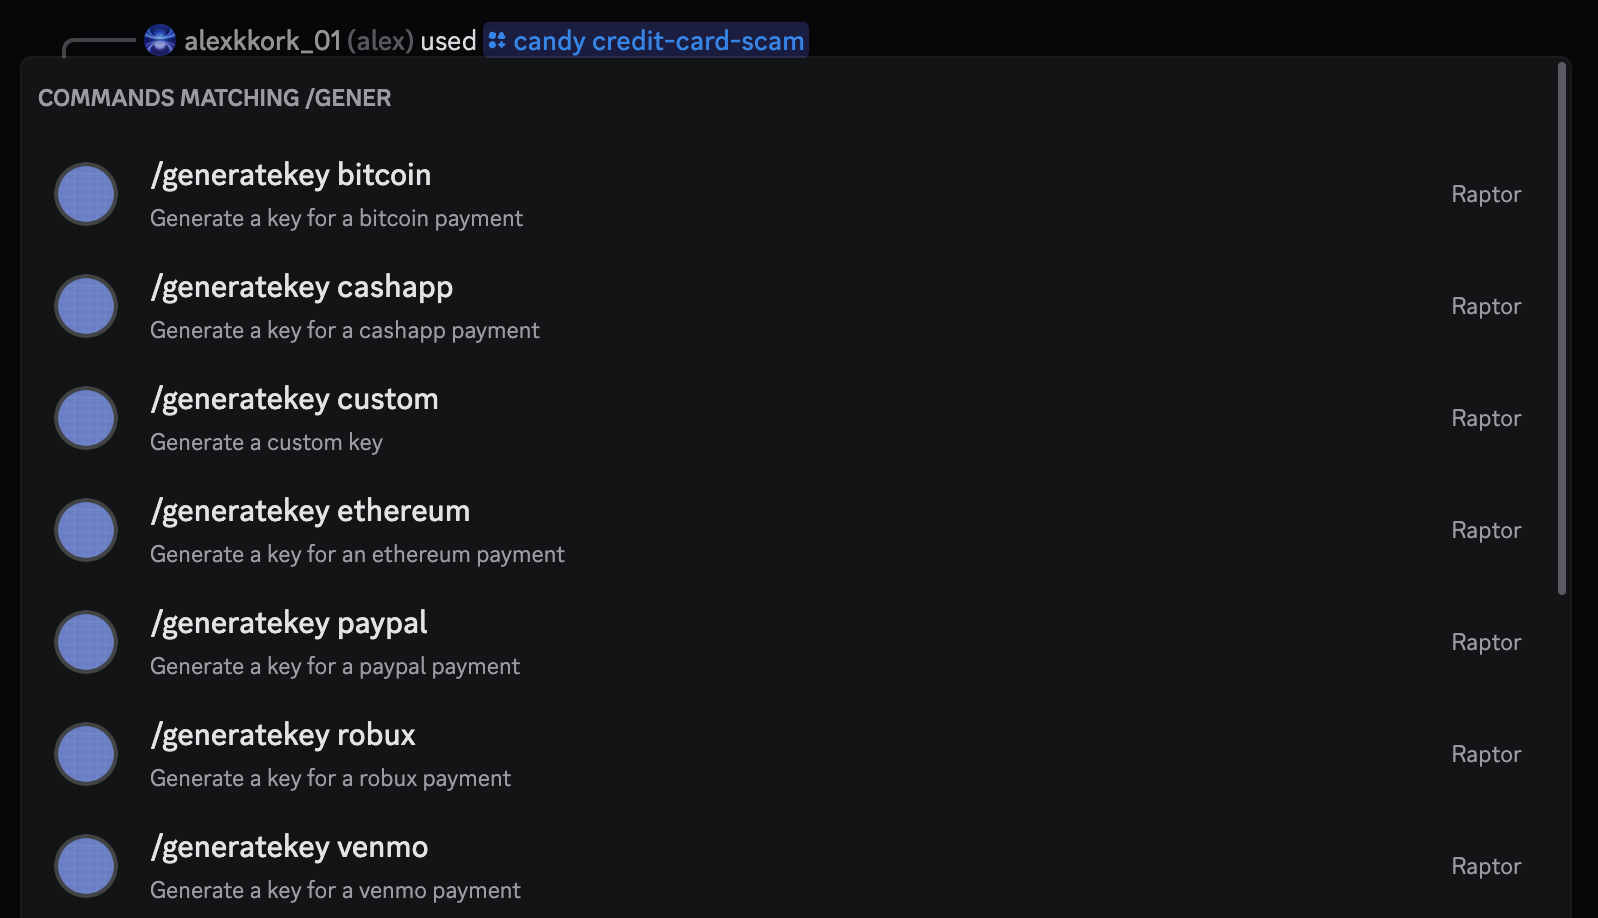 alexkkork_01 (alex) used candy credit-card-scam
COMMANDS MATCHING /GENER
/generatekey bitcoin
Generate a key for a bitcoin payment
Raptor
/generatekey cashapp
Generate a key for a cashapp payment
Raptor
/generatekey custom
Generate a custom key
Raptor
/generatekey ethereum
Generate a key for an ethereum payment
Raptor
/generatekey paypal
Generate a key for a paypal payment
Raptor
/generatekey robux
Generate a key for a robux payment
Raptor
/generatekey venmo
Generate a key for a venmo payment
Raptor